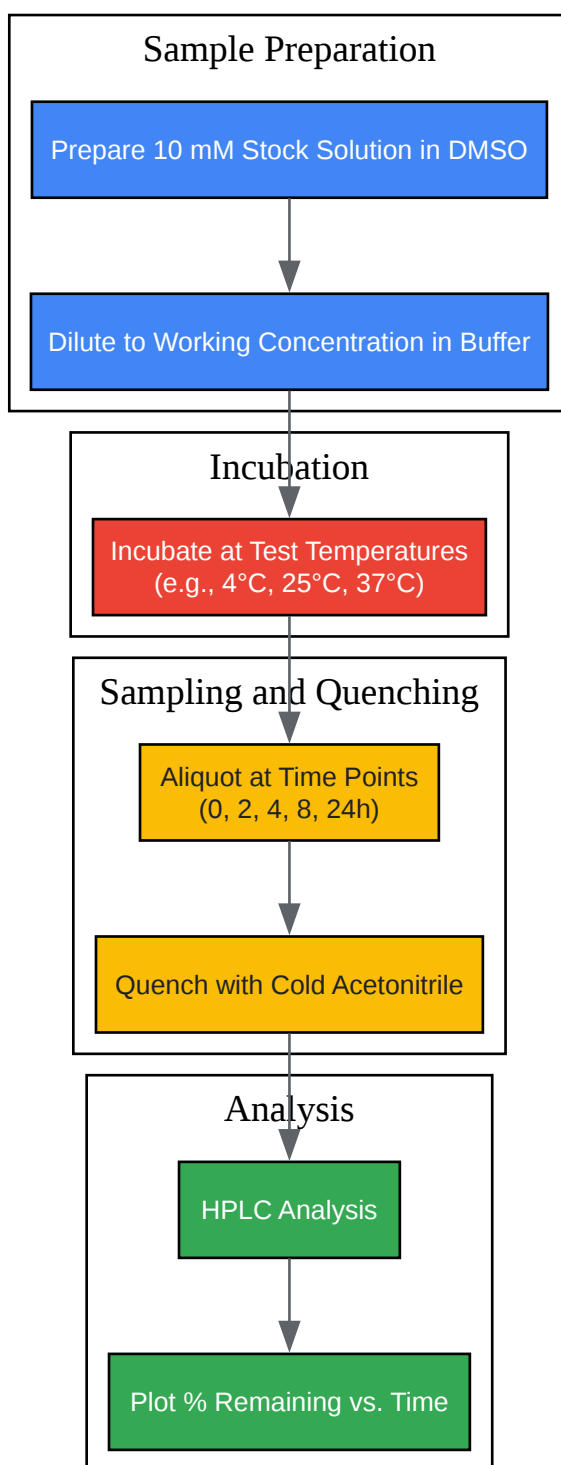 Sample Preparation
Prepare 10 mM Stock Solution in DMSO
Dilute to Working Concentration in Buffer
Incubation
Incubate at Test Temperatures
(e.g., 4°C, 25°C, 37°C)
Sampling and Quenching
Aliquot at Time Points
(0, 2, 4, 8, 24h)
Quench with Cold Acetonitrile
Analysis
HPLC Analysis
Plot % Remaining vs. Time